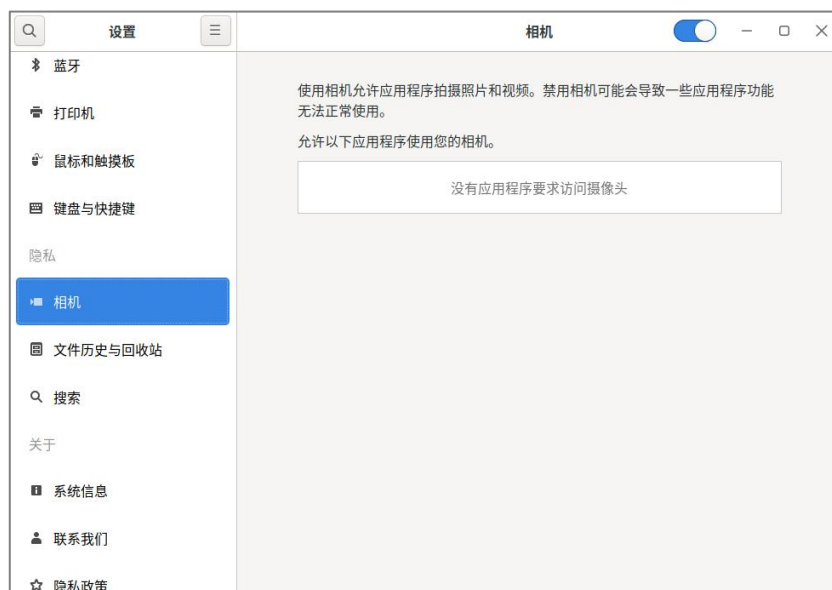 设置
相机
蓝牙
打印机
鼠标和触摸板
键盘与快捷键
隐私
相机
文件历史与回收站
搜索
关于
系统信息
联系我们
隐私政策
使用相机允许应用程序拍摄照片和视频。禁用相机可能会导致一些应用程序功能
无法正常使用。
允许以下应用程序使用您的相机。
没有应用程序要求访问摄像头